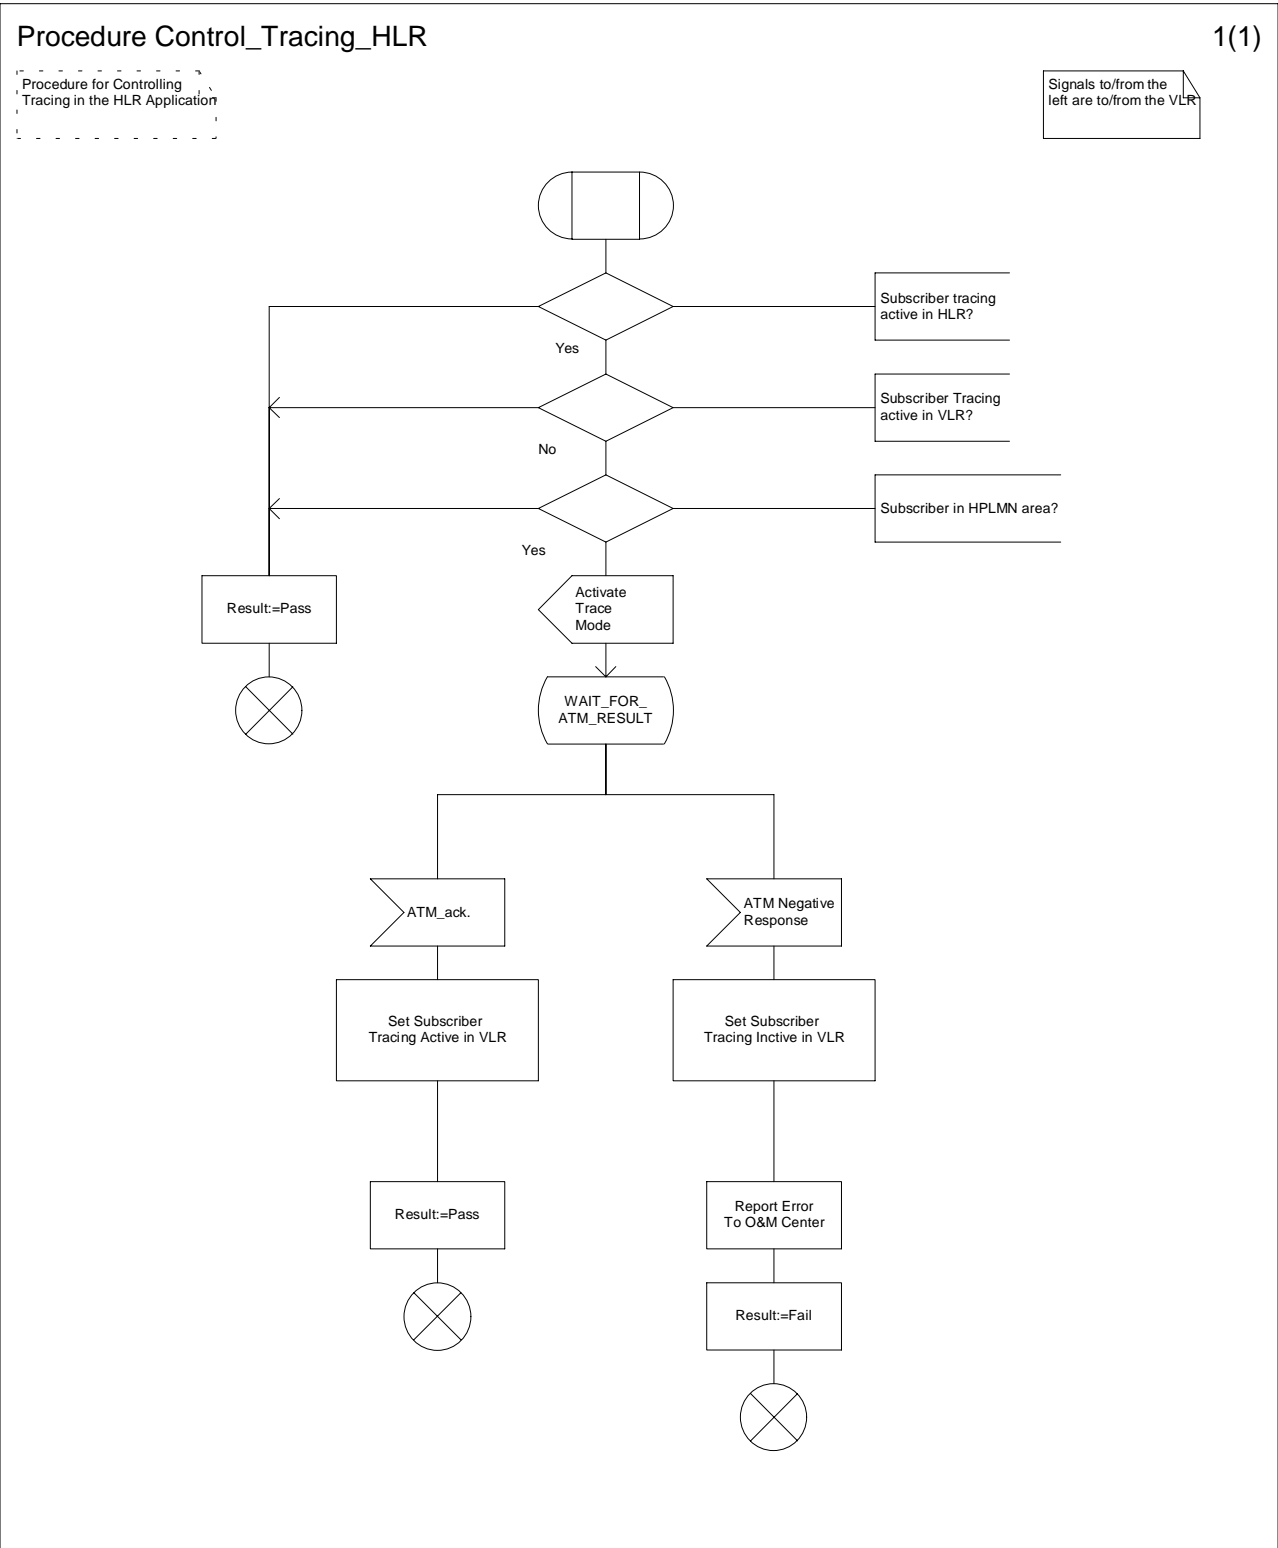 Procedure Control_Tracing_HLR
1(1)
Procedure for Controlling
Tracing in the HLR Application
Signals to/from the
left are to/from the VLR
Subscriber tracing
active in HLR?
Yes
Subscriber Tracing
active in VLR?
No
Subscriber in HPLMN area?
Yes
Result:=Pass
Activate
Trace
Mode
WAIT_FOR_
ATM_RESULT
ATM_ack.
ATM Negative
Response
Set Subscriber
Tracing Active in VLR
Set Subscriber
Tracing Inctive in VLR
Result:=Pass
Report Error
To O&M Center
Result:=Fail